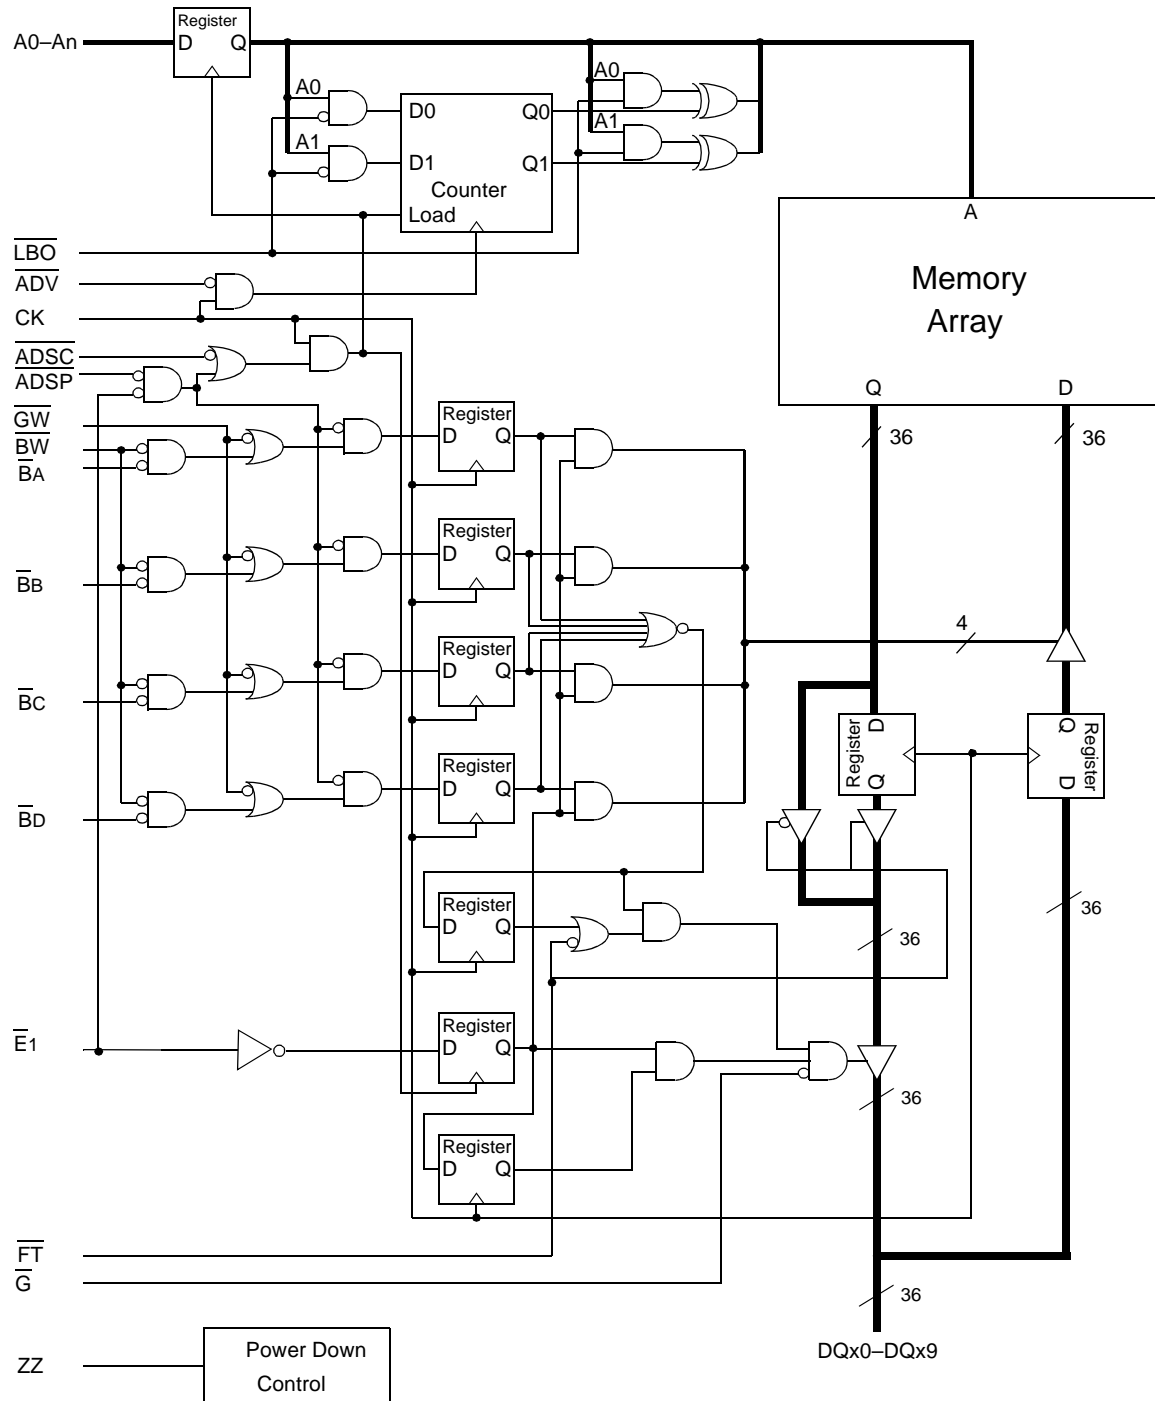 Register
A0–An
D Q
A0
A0
D0
Q0
A1
A1
D1
Q1
Counter
Load
A
LBO
ADV
CK
Memory
Array
ADSC
ADSP
Q
D
GW
BW
BA
Register
D Q
36
36
Register
D Q
BB
4
Register
D Q
BC
Register
D
Q
Q
D
Register
Register
D Q
BD
36
Register
D Q
36
Register
D Q
E1
36
Register
D Q
FT
G
36
Power Down
Control
ZZ
DQx0–DQx9